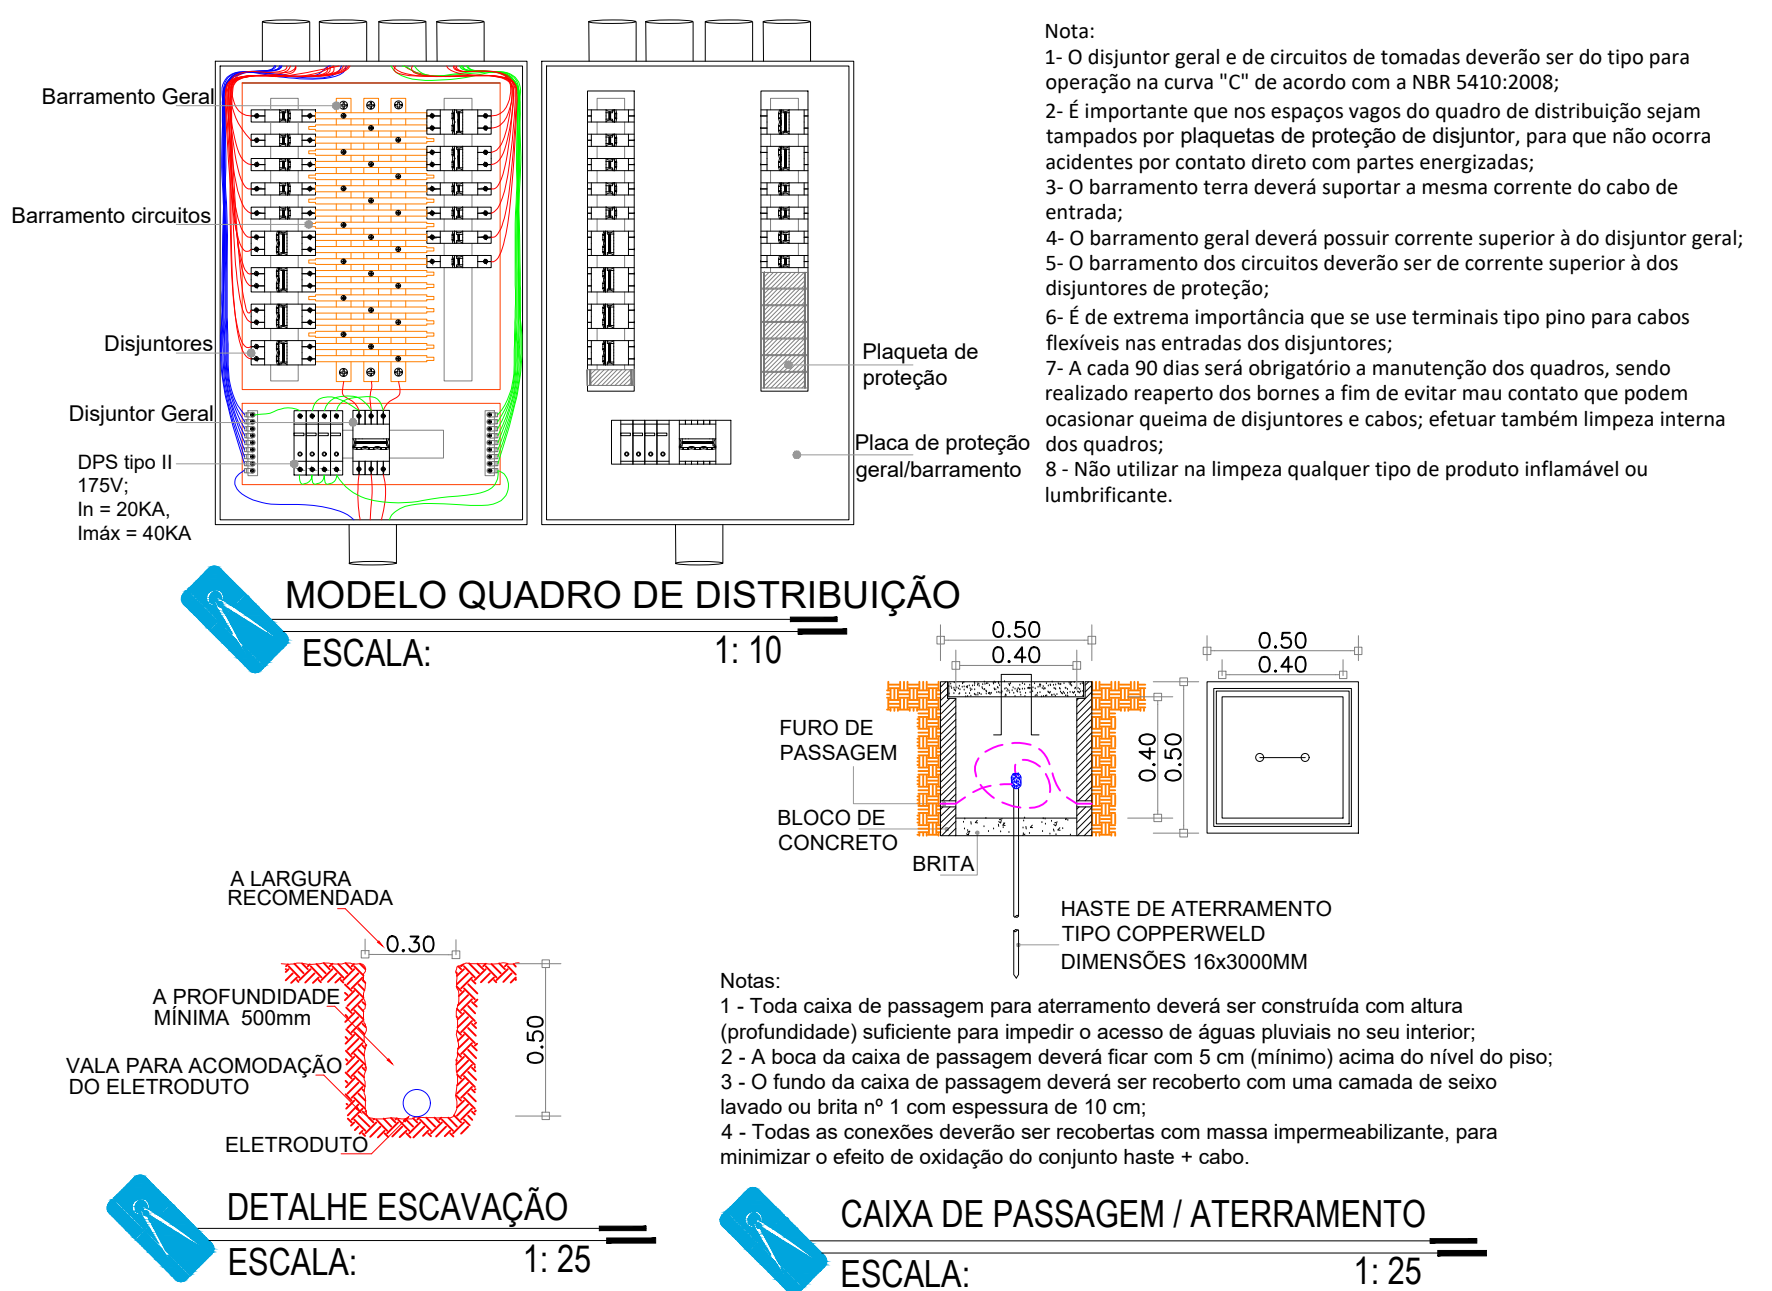 Barramento Geral
Barramento circuitos
Disjuntores
Disjuntor Geral
DPS tipo II
175V;
In = 20KA,
Imáx = 40KA
Plaqueta de
proteção
Placa de proteção
geral/barramento
Nota:
1- O disjuntor geral e de circuitos de tomadas deverão ser do tipo para
operação na curva "C" de acordo com a NBR 5410:2008;
2- É importante que nos espaços vagos do quadro de distribuição sejam
tampados por plaquetas de proteção de disjuntor, para que não ocorra
acidentes por contato direto com partes energizadas;
3- O barramento terra deverá suportar a mesma corrente do cabo de
entrada;
4- O barramento geral deverá possuir corrente superior à do disjuntor geral;
5- O barramento dos circuitos deverão ser de corrente superior à dos
disjuntores de proteção;
6- É de extrema importância que se use terminais tipo pino para cabos
flexíveis nas entradas dos disjuntores;
7- A cada 90 dias será obrigatório a manutenção dos quadros, sendo
realizado reaperto dos bornes a fim de evitar mau contato que podem
ocasionar queima de disjuntores e cabos; efetuar também limpeza interna
dos quadros;
8 - Não utilizar na limpeza qualquer tipo de produto inflamável ou
lumbrificante.
MODELO QUADRO DE DISTRIBUIÇÃO
ESCALA: 1: 10
0.50
0.40
0.50
0.40
0.40
0.50
FURO DE
PASSAGEM
BLOCO DE
CONCRETO
BRITA
HASTE DE ATERRAMENTO
TIPO COPPERWELD
DIMENSÕES 16x3000MM
A LARGURA
RECOMENDADA
0.30
A PROFUNDIDADE
MÍNIMA 500mm
0.50
VALA PARA ACOMODAÇÃO
DO ELETRODUTO
ELETRODUTO
DETALHE ESCAVAÇÃO
ESCALA: 1: 25
Notas:
1 - Toda caixa de passagem para aterramento deverá ser construída com altura
(profundidade) suficiente para impedir o acesso de águas pluviais no seu interior;
2 - A boca da caixa de passagem deverá ficar com 5 cm (mínimo) acima do nível do piso;
3 - O fundo da caixa de passagem deverá ser recoberto com uma camada de seixo
lavado ou brita nº 1 com espessura de 10 cm;
4 - Todas as conexões deverão ser recobertas com massa impermeabilizante, para
minimizar o efeito de oxidação do conjunto haste + cabo.
CAIXA DE PASSAGEM / ATERRAMENTO
ESCALA: 1: 25